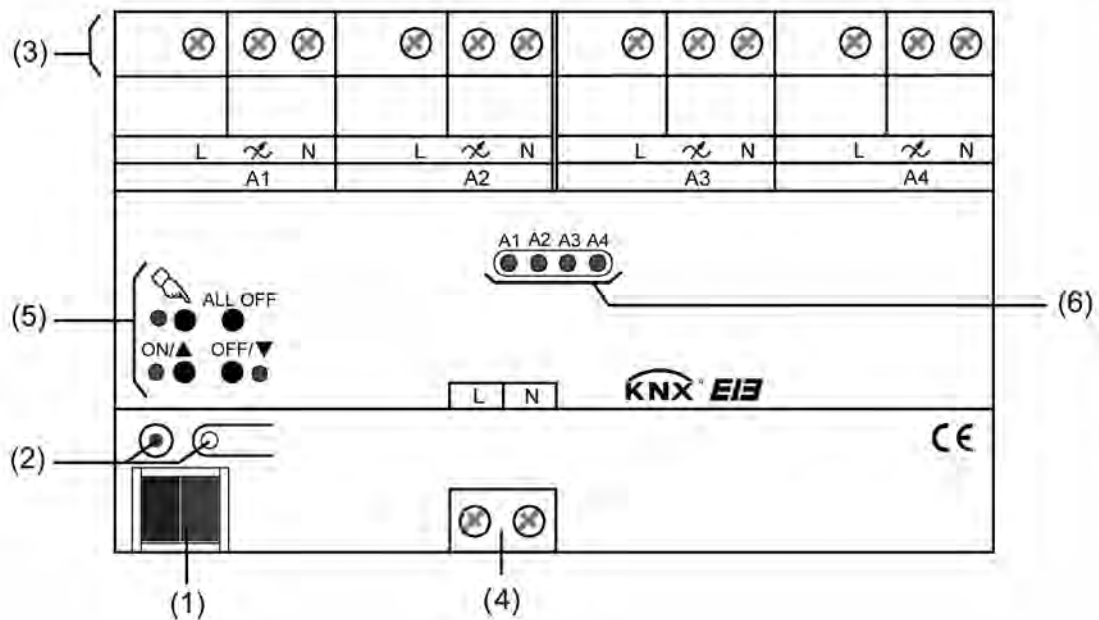 (3)
L N L N L N L N
A1 A2 A3 A4
A1 A2 A3 A4
(6)
ALL OFF
(5)
ON/▲ OFF/▼
L N KNX® EIB
(2) CE
(1) (4)